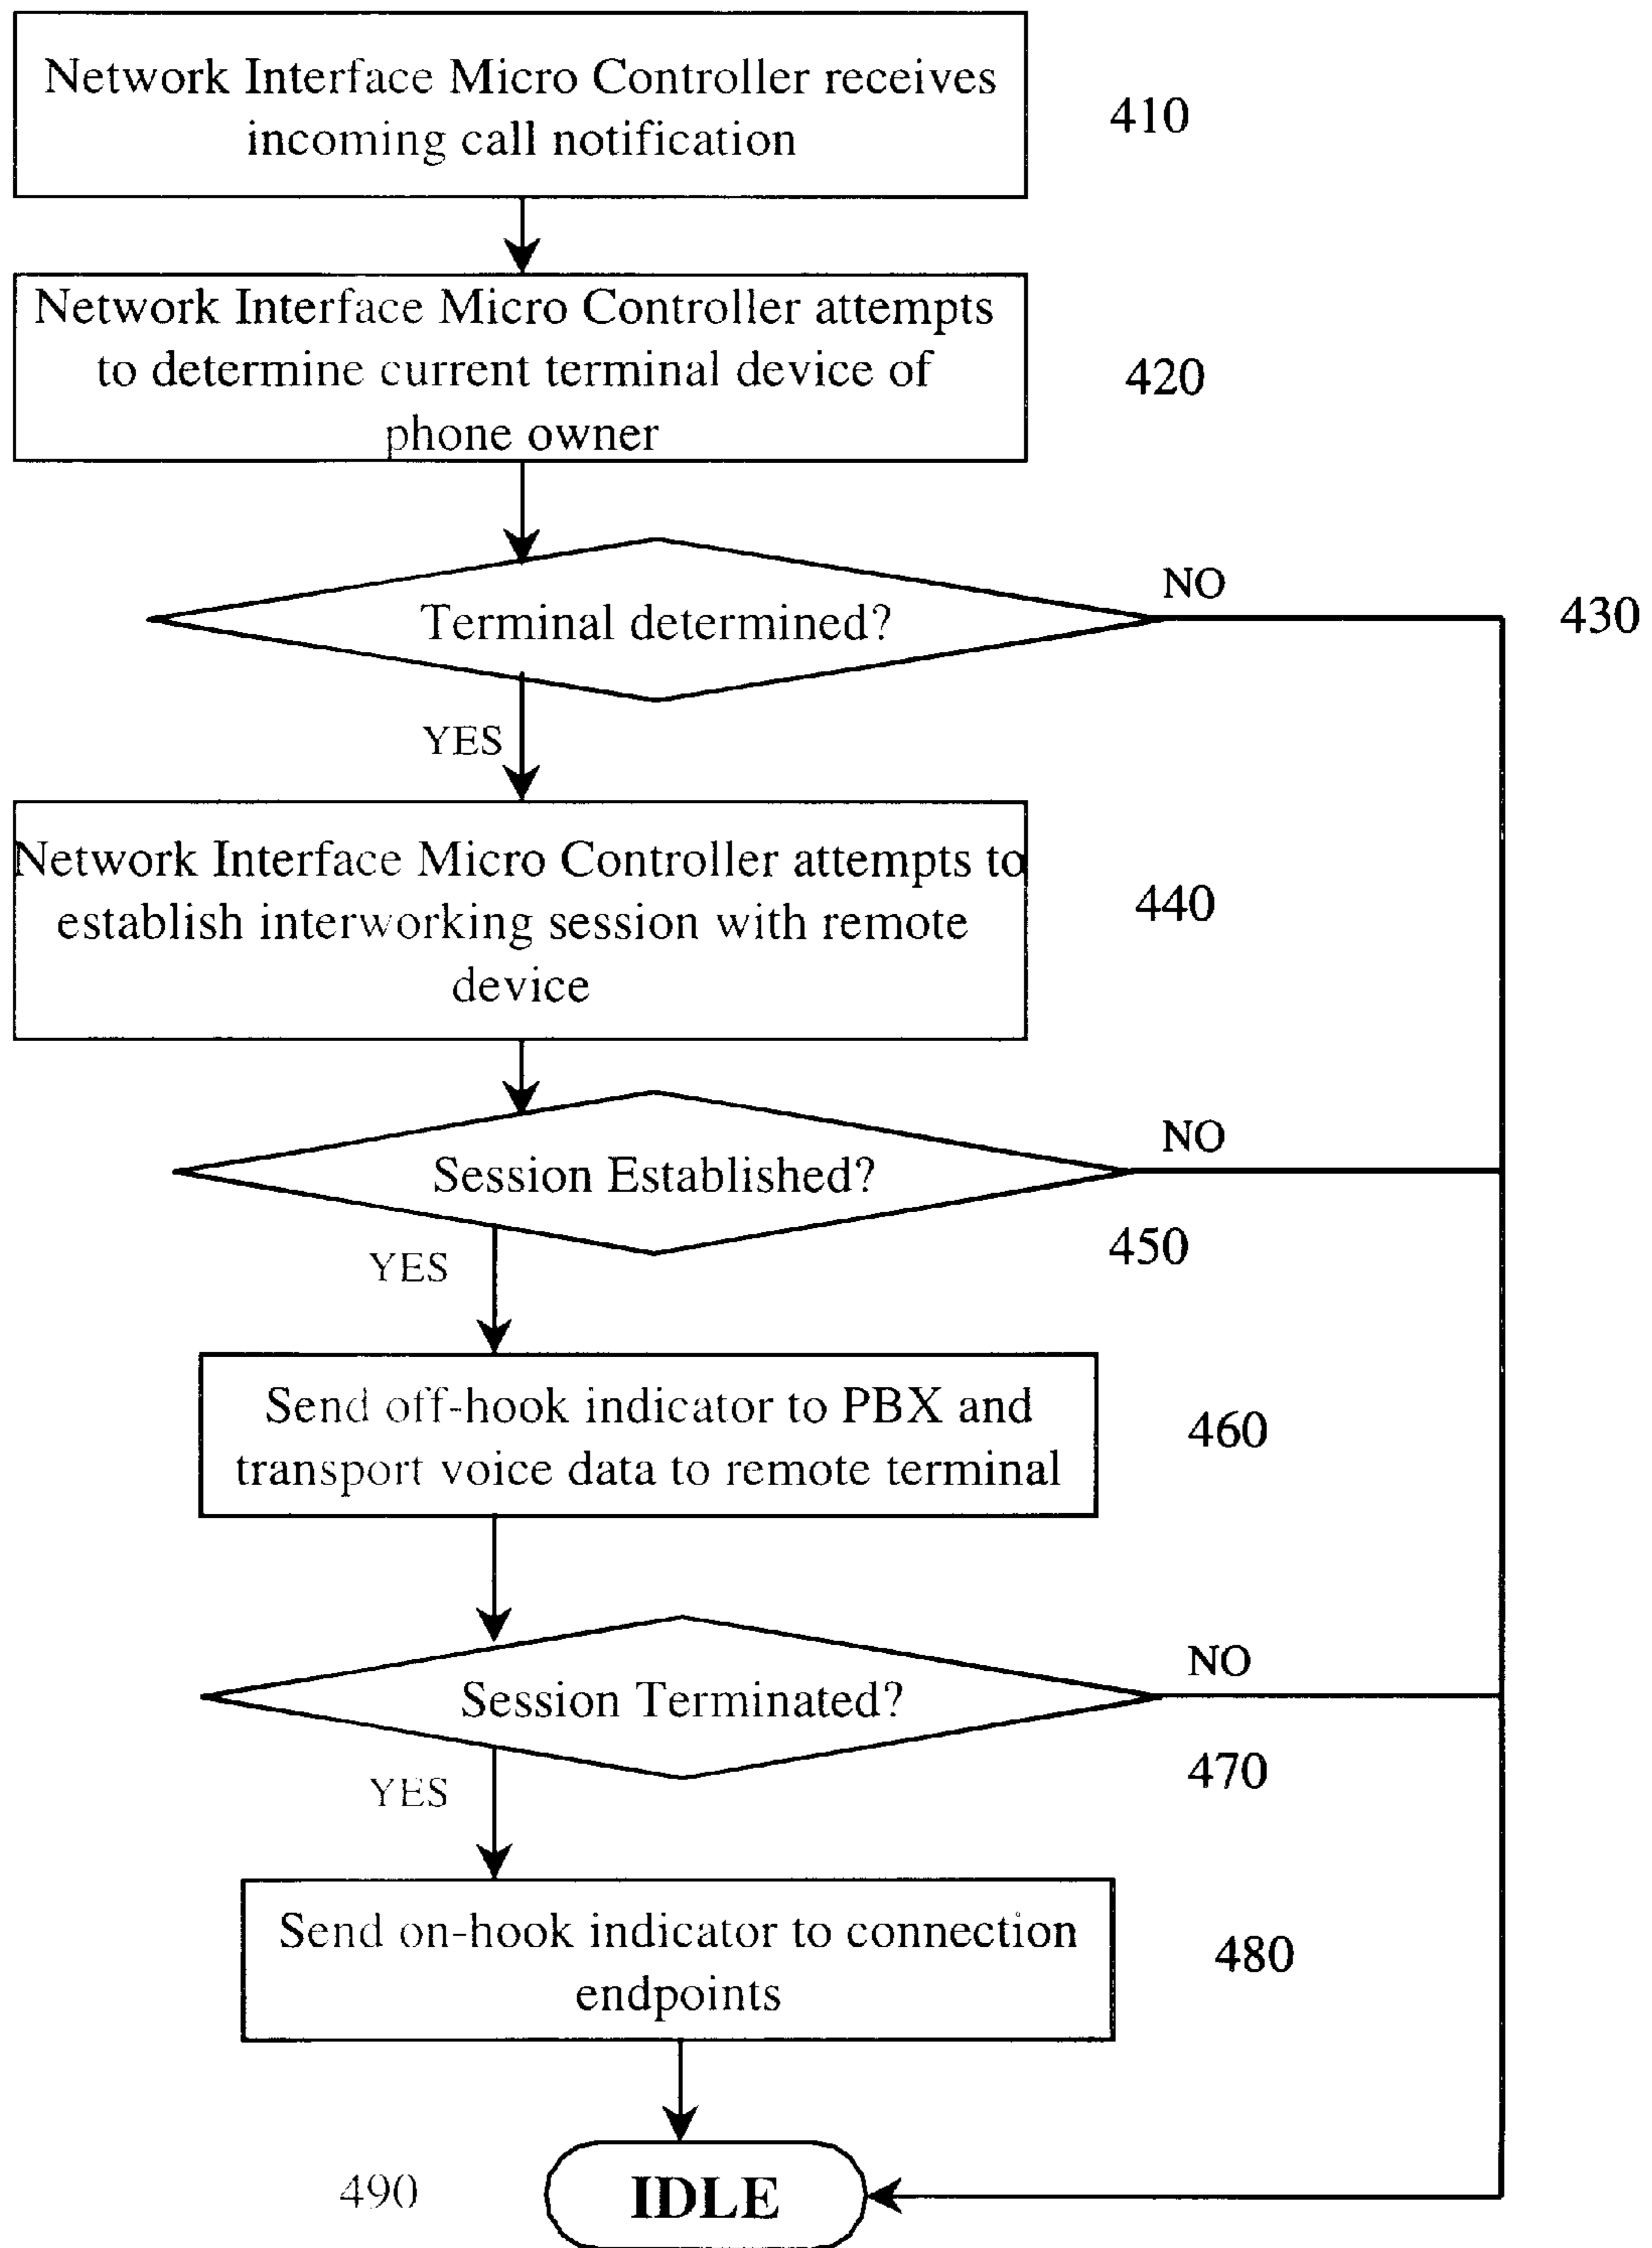 Network Interface Micro Controller receives
incoming call notification
410
Network Interface Micro Controller attempts
to determine current terminal device of
phone owner
420
Terminal determined?
NO
430
YES
Network Interface Micro Controller attempts to
establish interworking session with remote
device
440
Session Established?
NO
450
YES
Send off-hook indicator to PBX and
transport voice data to remote terminal
460
Session Terminated?
NO
470
YES
Send on-hook indicator to connection
endpoints
480
490
IDLE